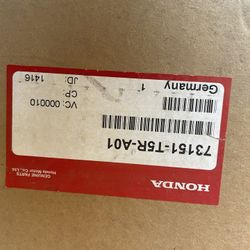 HONDA
GENUINE PARTS
Honda Motor Co., Ltd.
73151-T5R-A01
VC: 000010
CP:
JD: 1416
Germany 1